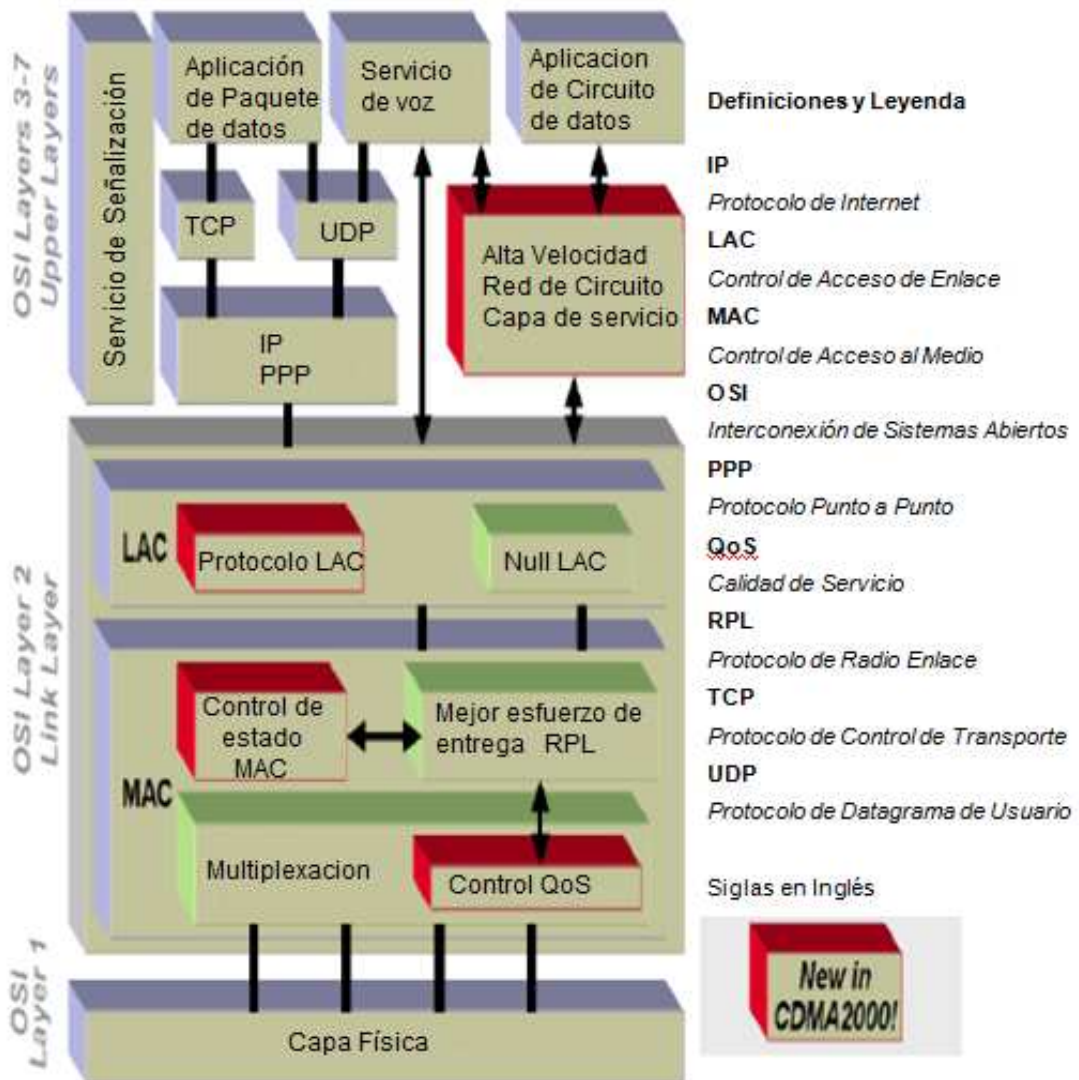 OSI Layers 3-7
Upper Layers
Servicio de Señalización
Aplicación
de Paquete
de datos
Servicio
de voz
Aplicacion
de Circuito
de datos
TCP
UDP
Alta Velocidad
Red de Circuito
Capa de servicio
IP
PPP
OSI Layer 2
Link Layer
LAC
Protocolo LAC
Null LAC
MAC
Control de
estado
MAC
Mejor esfuerzo de
entrega RPL
Multiplexacion
Control QoS
OSI
Layer 1
Capa Física
Definiciones y Leyenda
IP
Protocolo de Internet
LAC
Control de Acceso de Enlace
MAC
Control de Acceso al Medio
OSI
Interconexión de Sistemas Abiertos
PPP
Protocolo Punto a Punto
QoS
Calidad de Servicio
RPL
Protocolo de Radio Enlace
TCP
Protocolo de Control de Transporte
UDP
Protocolo de Datagrama de Usuario
Siglas en Inglés
New in
CDMA2000!